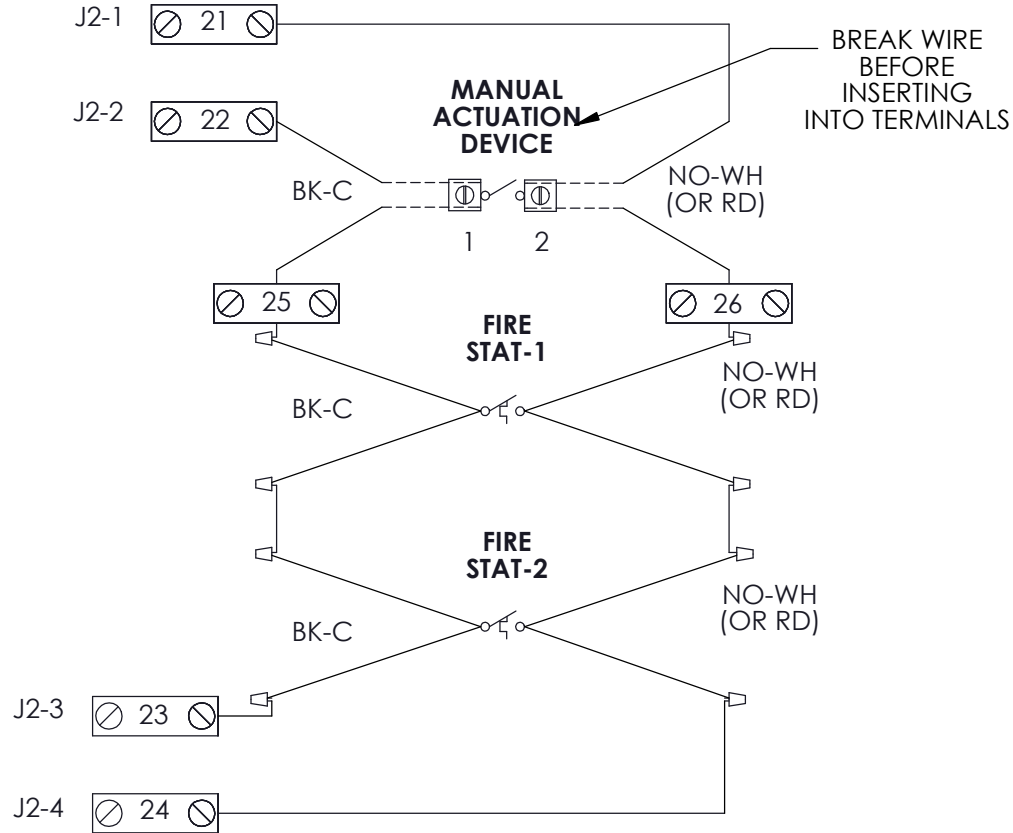 J2-1
21
BREAK WIRE
BEFORE
INSERTING
INTO TERMINALS
J2-2
22
MANUAL
ACTUATION
DEVICE
BK-C
NO-WH
(OR RD)
1
2
25
26
FIRE
STAT-1
BK-C
NO-WH
(OR RD)
FIRE
STAT-2
BK-C
NO-WH
(OR RD)
J2-3
23
J2-4
24